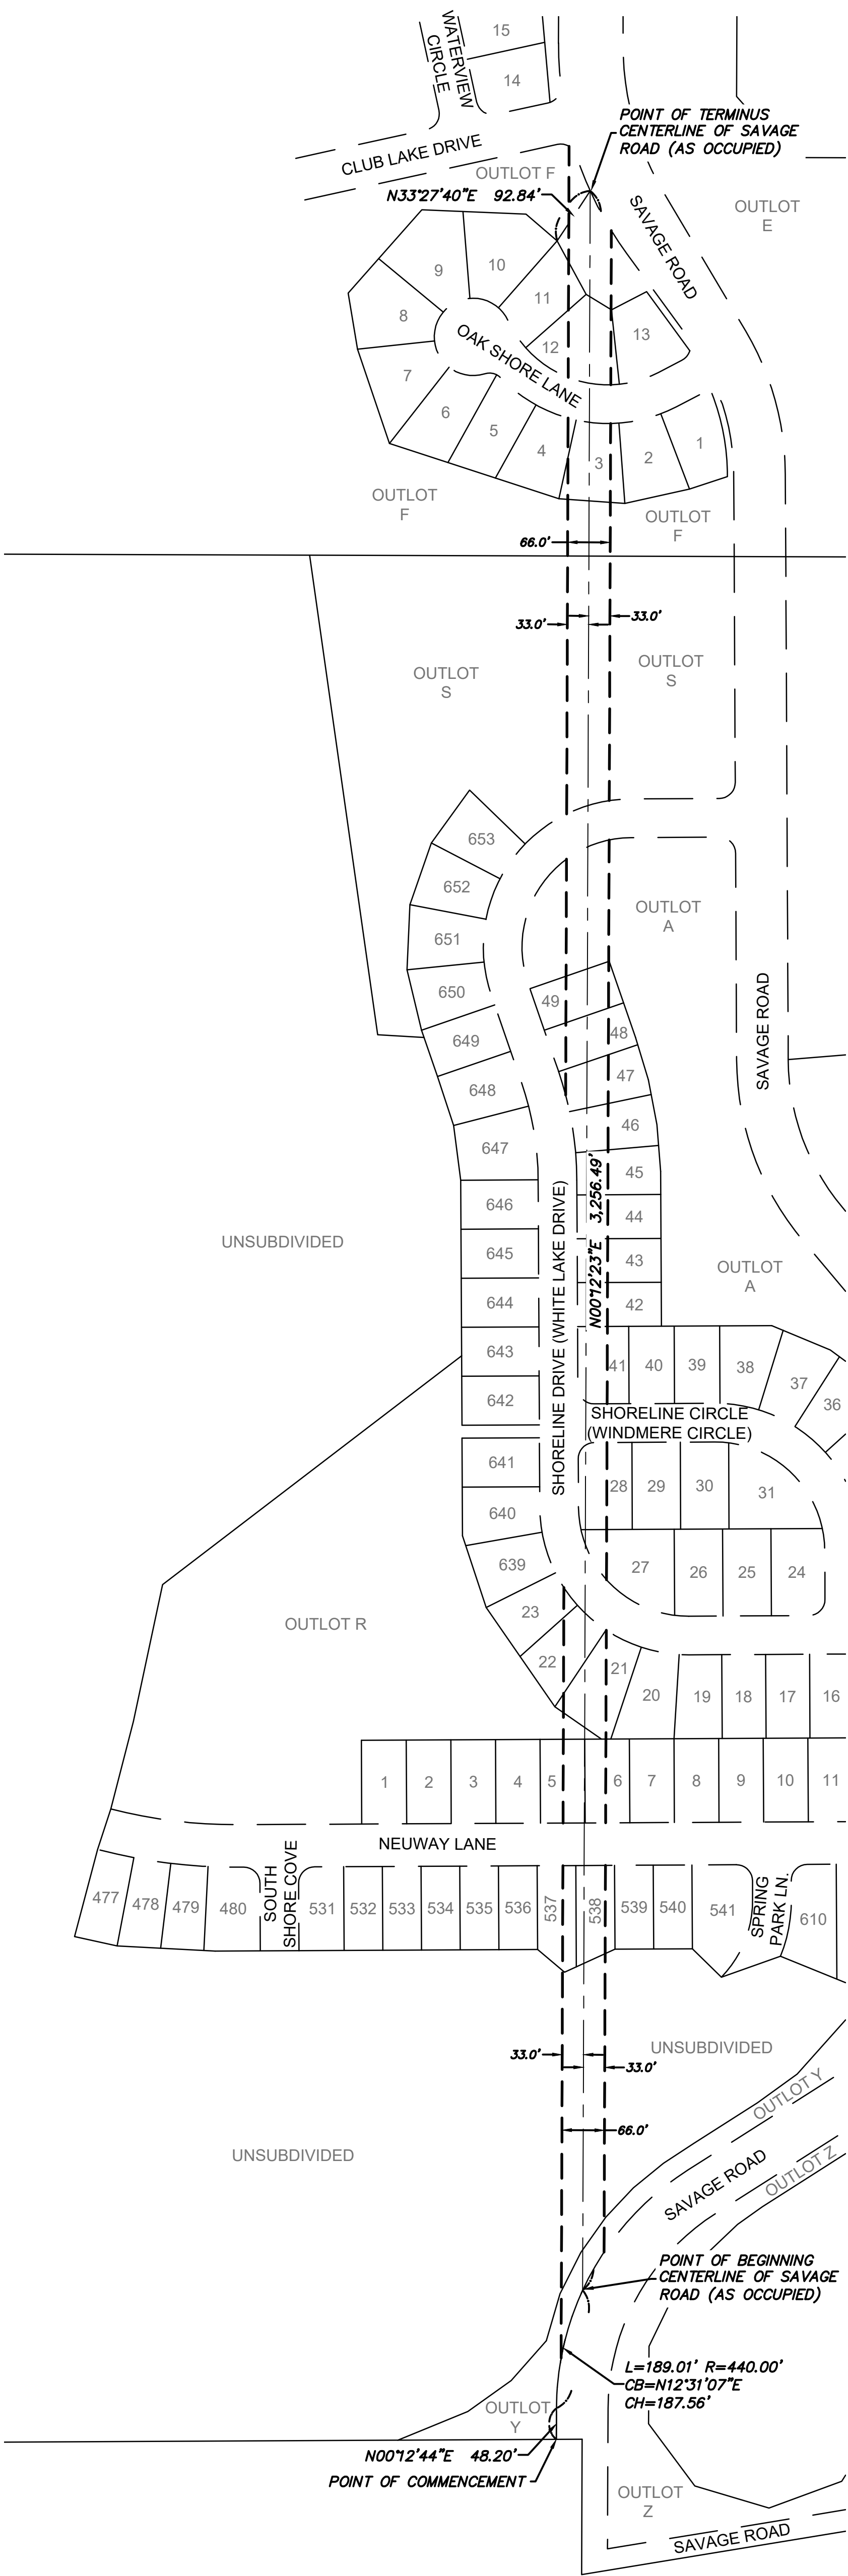 15
WATERVIEW
CIRCLE
14
POINT OF TERMINUS
CENTERLINE OF SAVAGE
ROAD (AS OCCUPIED)
CLUB LAKE DRIVE
OUTLOT F
N33°27'40"E 92.84'
SAVAGE ROAD
OUTLOT
E
9
10
11
8
OAK SHORE LANE
12
13
7
6
5
4
3
2
1
OUTLOT
F
OUTLOT
F
66.0'
33.0'
33.0'
OUTLOT
S
OUTLOT
S
653
652
651
650
649
648
647
646
645
644
643
642
641
640
639
OUTLOT
A
49
48
47
46
45
44
43
42
SAVAGE ROAD
N00°12'23"E 3,256.49'
SHORELINE DRIVE (WHITE LAKE DRIVE)
UNSUBDIVIDED
OUTLOT
A
41
40
39
38
37
36
SHORELINE CIRCLE
(WINDMERE CIRCLE)
28
29
30
31
27
26
25
24
23
22
OUTLOT R
21
20
19
18
17
16
1
2
3
4
5
6
7
8
9
10
11
NEUWAY LANE
477
478
479
480
SOUTH
SHORE COVE
531
532
533
534
535
536
537
538
539
540
541
SPRING
PARK LN.
610
33.0'
33.0'
UNSUBDIVIDED
66.0'
UNSUBDIVIDED
OUTLOT Y
SAVAGE ROAD
OUTLOT Z
POINT OF BEGINNING
CENTERLINE OF SAVAGE
ROAD (AS OCCUPIED)
L=189.01' R=440.00'
CB=N12°31'07"E
CH=187.56'
OUTLOT
Y
N00°12'44"E 48.20'
POINT OF COMMENCEMENT
OUTLOT
Z
SAVAGE ROAD